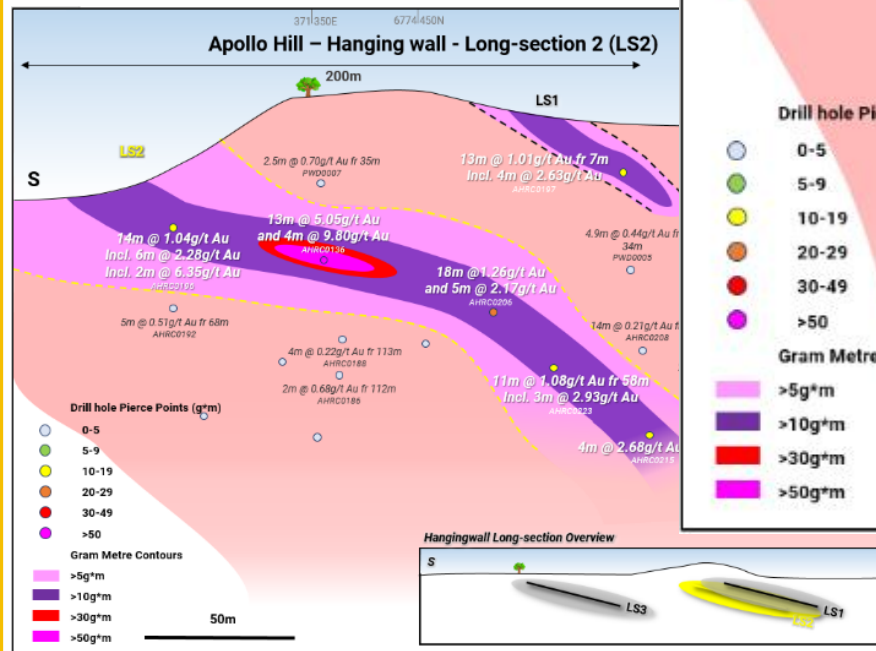 371350E
6774450N
Apollo Hill – Hanging wall - Long-section 2 (LS2)
200m
LS1
LS2
S
2.5m @ 0.70g/t Au fr 35m
PWD0007
13m @ 1.01g/t Au fr 7m
Incl. 4m @ 2.63g/t Au
AHRC0197
14m @ 1.04g/t Au
Incl. 6m @ 2.28g/t Au
Incl. 2m @ 6.35g/t Au
AHRC0196
13m @ 5.05g/t Au
and 4m @ 9.80g/t Au
AHRC0136
4.9m @ 0.44g/t Au fr
34m
PWD0005
18m @1.26g/t Au
and 5m @ 2.17g/t Au
AHRC0206
5m @ 0.51g/t Au fr 68m
AHRC0192
14m @ 0.21g/t Au f
AHRC0208
4m @ 0.22g/t Au fr 113m
AHRC0188
2m @ 0.68g/t Au fr 112m
AHRC0186
11m @ 1.08g/t Au fr 58m
Incl. 3m @ 2.93g/t Au
AHRC0223
4m @ 2.68g/t Au
AHRC0215
Drill hole Pierce Points (g*m)
0-5
5-9
10-19
20-29
30-49
>50
Gram Metre Contours
>5g*m
>10g*m
>30g*m
>50g*m
50m
Drill hole Pi
0-5
5-9
10-19
20-29
30-49
>50
Gram Metre
>5g*m
>10g*m
>30g*m
>50g*m
Hangingwall Long-section Overview
S
LS3
LS1
LS2